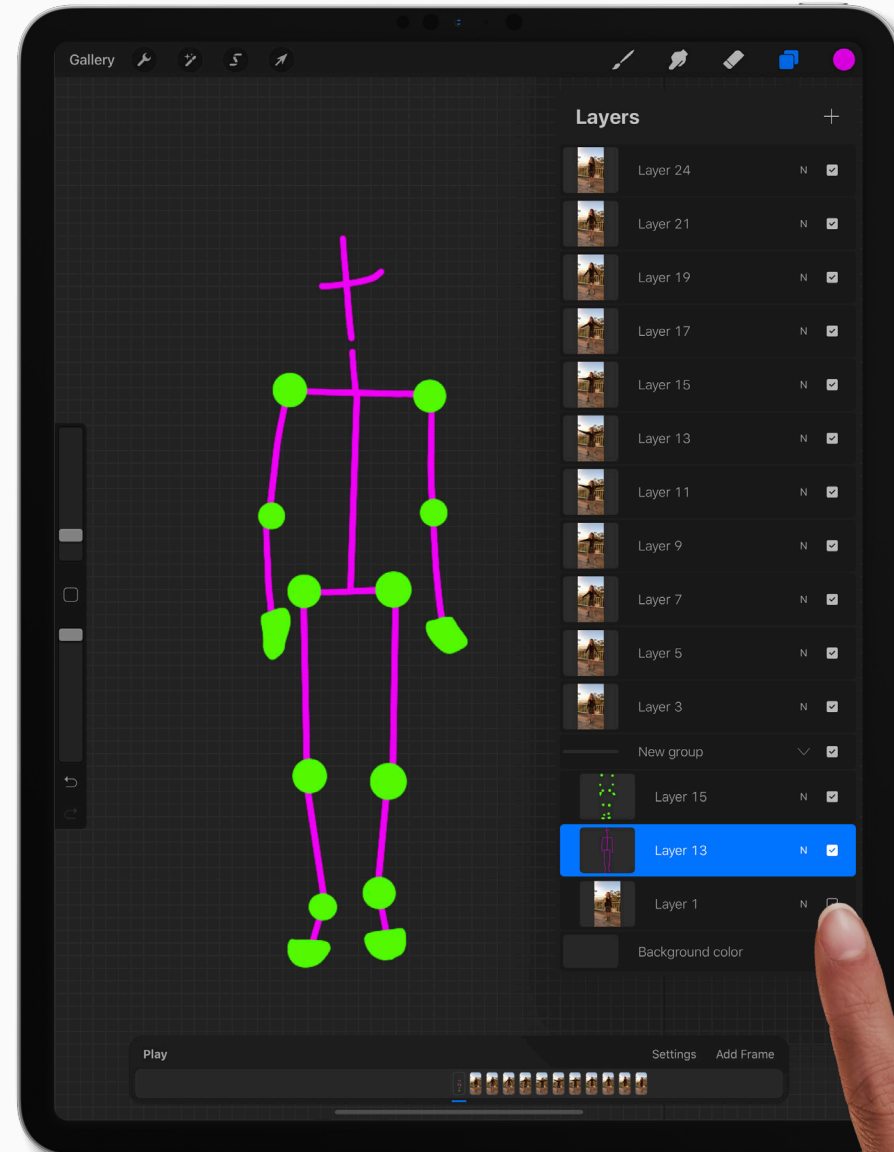 Gallery
Layers
Layer 24 N
Layer 21 N
Layer 19 N
Layer 17 N
Layer 15 N
Layer 13 N
Layer 11 N
Layer 9 N
Layer 7 N
Layer 5 N
Layer 3 N
New group
Layer 15 N
Layer 13 N
Layer 1 N
Background color
Play Settings Add Frame